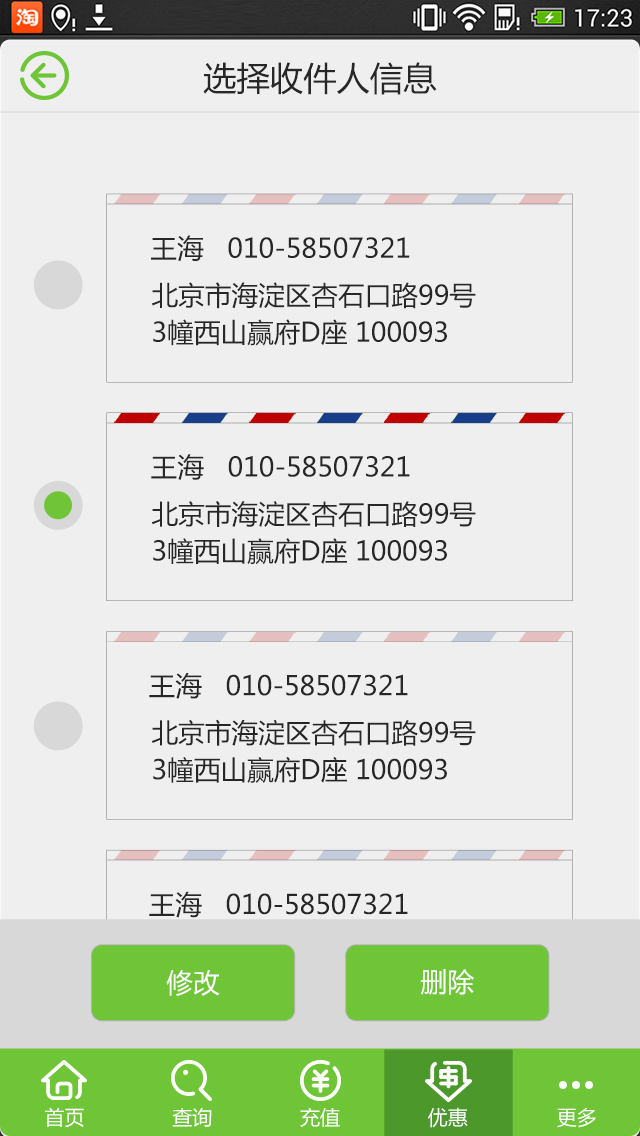 淘 17:23
选择收件人信息
王海 010-58507321
北京市海淀区杏石口路99号
3幢西山赢府D座 100093
王海 010-58507321
北京市海淀区杏石口路99号
3幢西山赢府D座 100093
王海 010-58507321
北京市海淀区杏石口路99号
3幢西山赢府D座 100093
王海 010-58507321
修改 删除
首页 查询 充值 优惠 更多